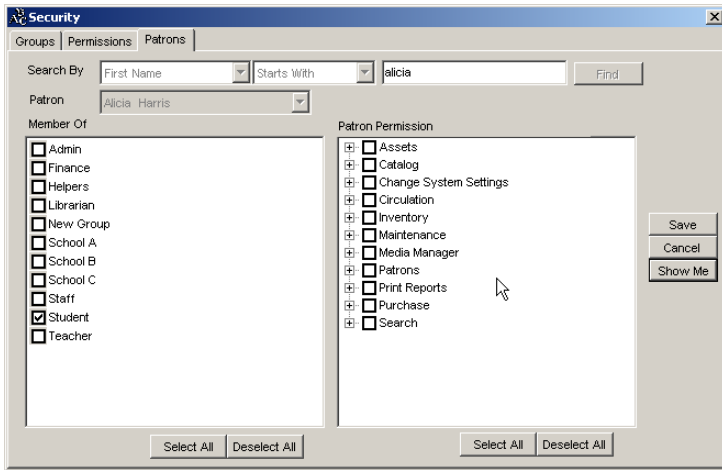 Security
Groups Permissions Patrons
Search By First Name Starts With alicia Find
Patron Alicia Harris
Member Of
Admin
Finance
Helpers
Librarian
New Group
School A
School B
School C
Staff
Student
Teacher
Select All Deselect All
Patron Permission
Assets
Catalog
Change System Settings
Circulation
Inventory
Maintenance
Media Manager
Patrons
Print Reports
Purchase
Search
Select All Deselect All
Save
Cancel
Show Me